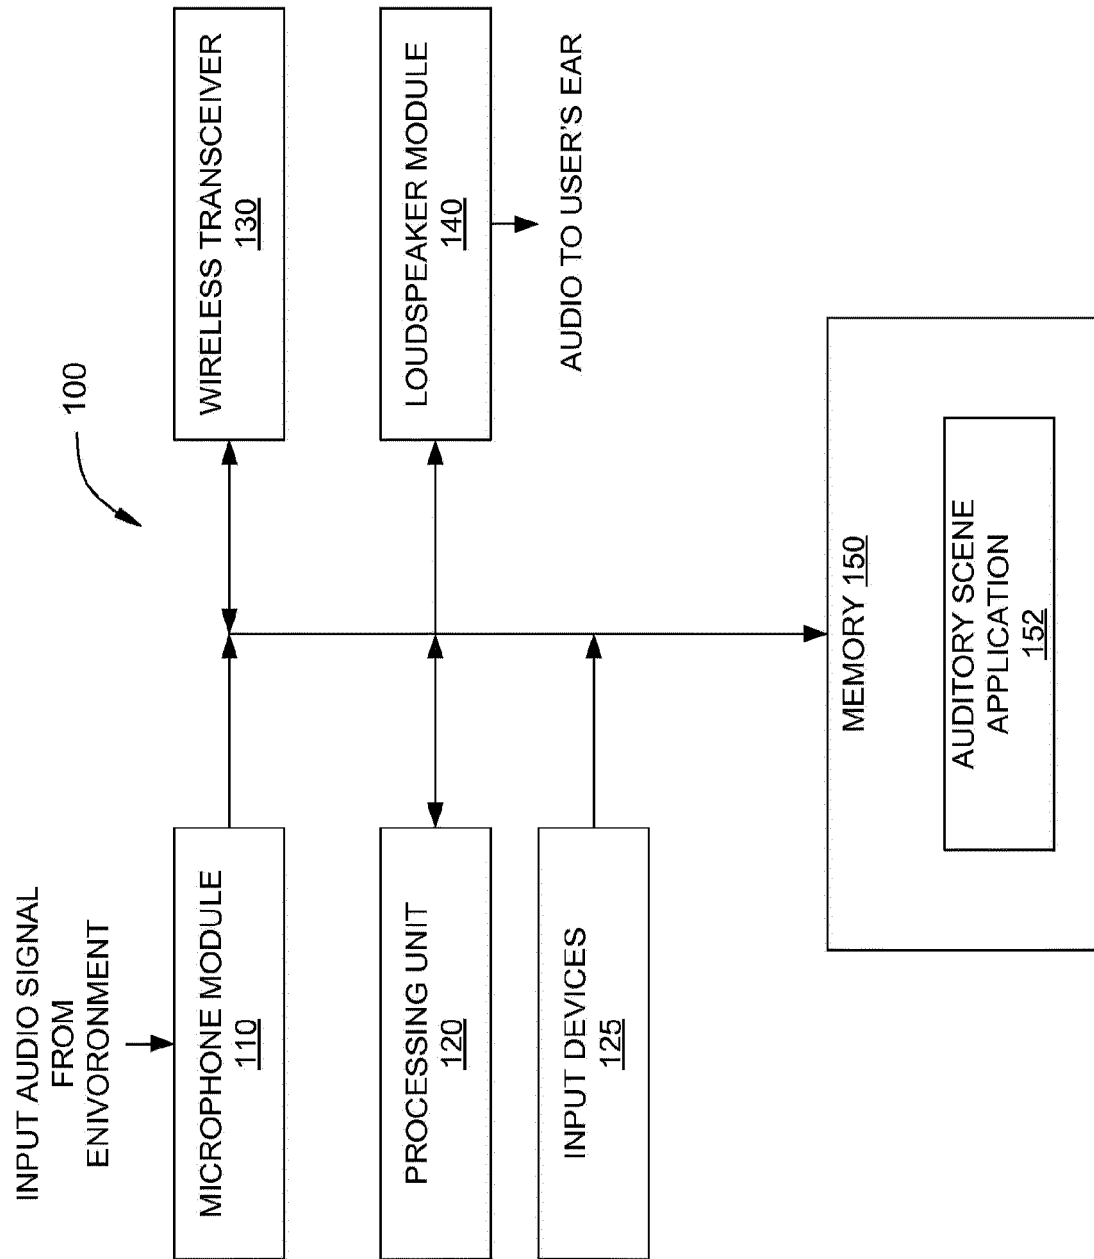 100
INPUT AUDIO SIGNAL
FROM
ENIVORONMENT
MICROPHONE MODULE
110
WIRELESS TRANSCEIVER
130
PROCESSING UNIT
120
LOUDSPEAKER MODULE
140
AUDIO TO USER'S EAR
INPUT DEVICES
125
MEMORY 150
AUDITORY SCENE
APPLICATION
152